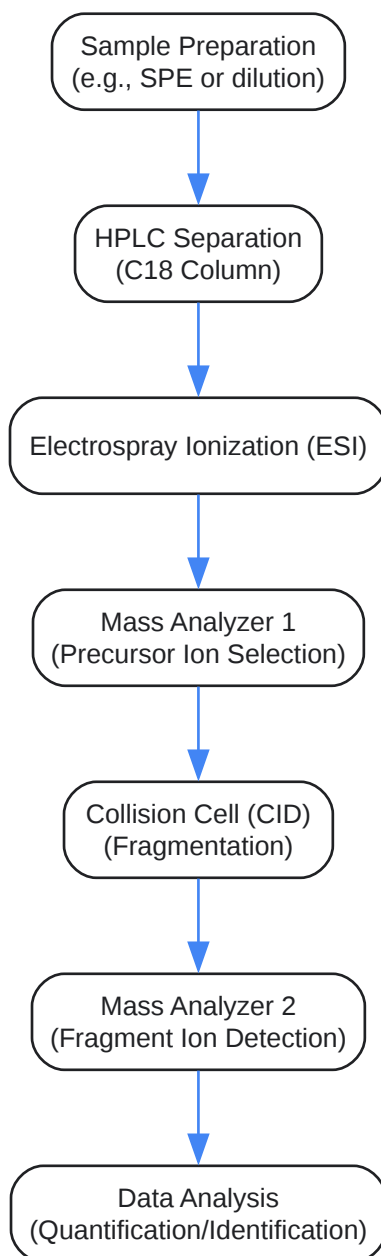 Sample Preparation
(e.g., SPE or dilution)
HPLC Separation
(C18 Column)
Electrospray Ionization (ESI)
Mass Analyzer 1
(Precursor Ion Selection)
Collision Cell (CID)
(Fragmentation)
Mass Analyzer 2
(Fragment Ion Detection)
Data Analysis
(Quantification/Identification)